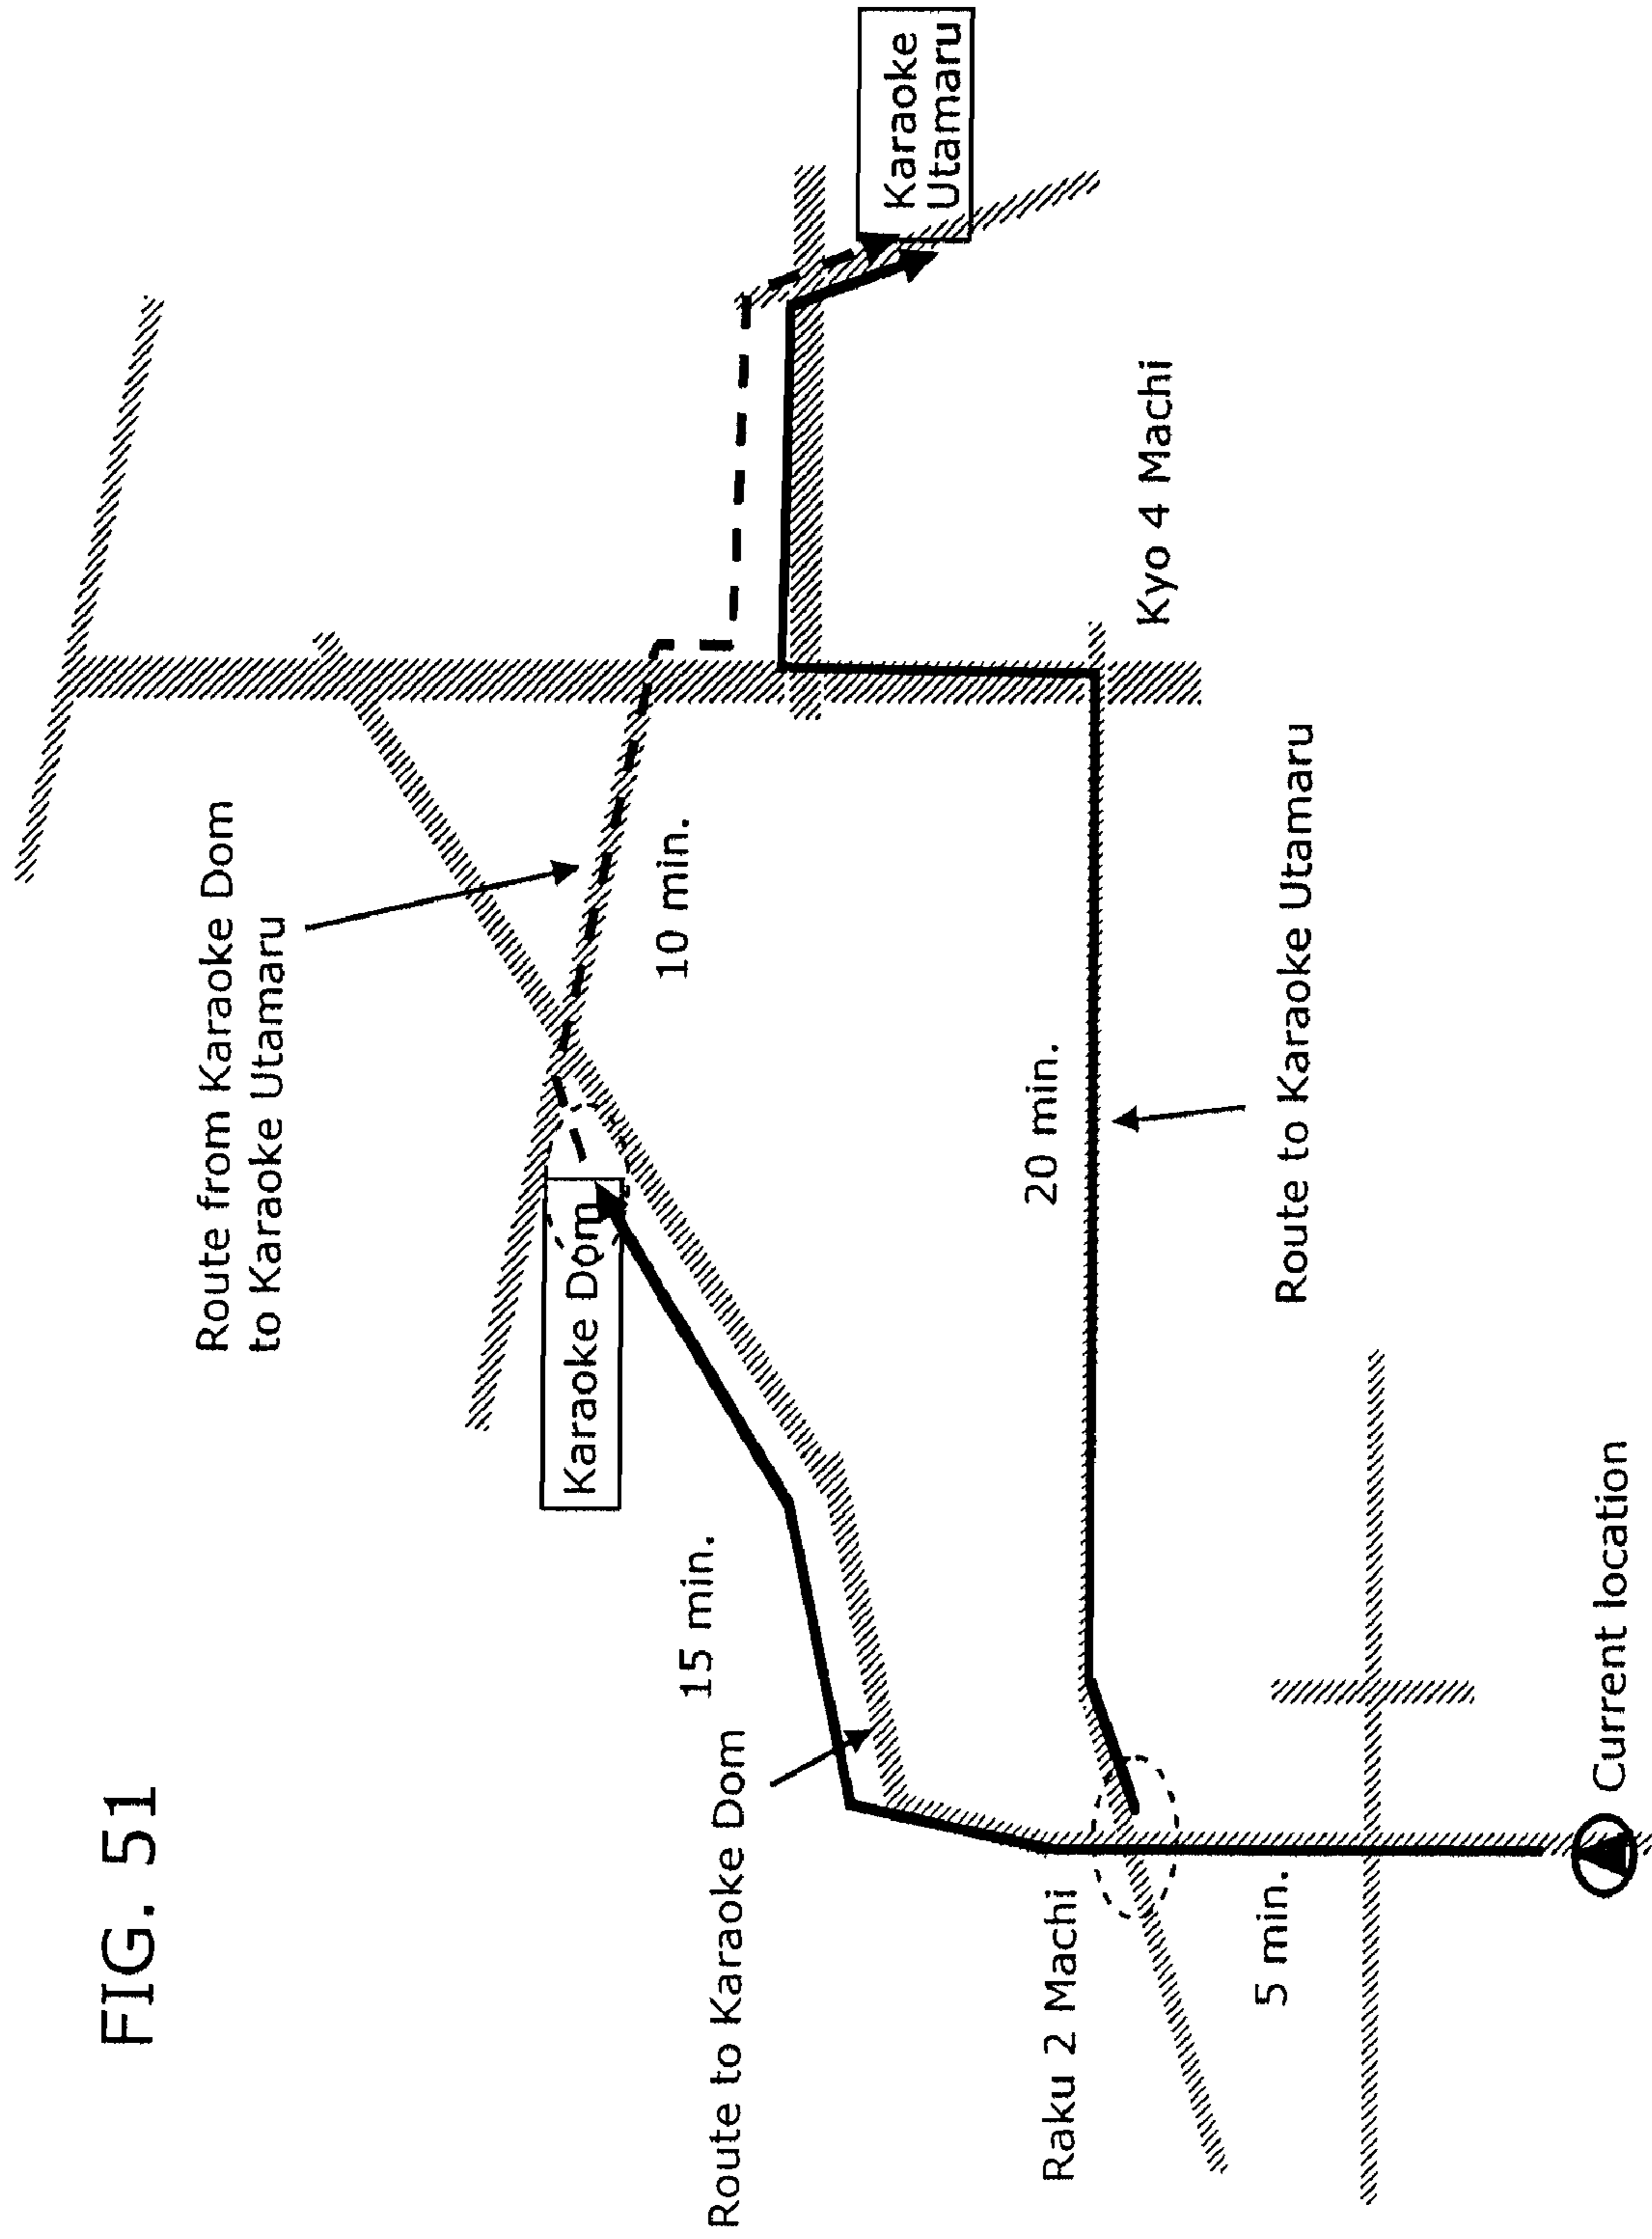 FIG. 51
Route from Karaoke Dom
to Karaoke Utamaru
Karaoke
Utamaru
Karaoke Dom
10 min.
15 min.
Route to Karaoke Dom
20 min.
Kyo 4 Machi
Raku 2 Machi
Route to Karaoke Utamaru
5 min.
Current location